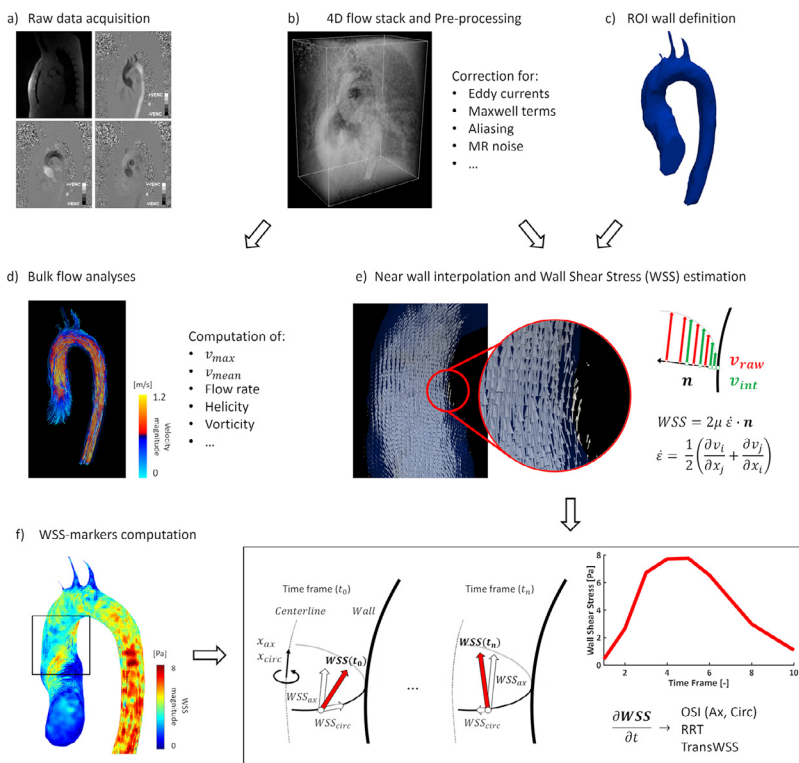 a) Raw data acquisition
+VENC
0
-VENC
+VENC
0
-VENC
+VENC
0
-VENC
b) 4D flow stack and Pre-processing
Correction for:
• Eddy currents
• Maxwell terms
• Aliasing
• MR noise
• ...
c) ROI wall definition
d) Bulk flow analyses
[m/s]
1.2
0
Velocity
magnitude
Computation of:
• v_max
• v_mean
• Flow rate
• Helicity
• Vorticity
• ...
e) Near wall interpolation and Wall Shear Stress (WSS) estimation
v_raw
v_int
n
WSS = 2μ ε̇ · n
ε̇ = 1/2 (∂v_i/∂x_j + ∂v_j/∂x_i)
f) WSS-markers computation
[Pa]
8
0
WSS
magnitude
Time frame (t_0)
Centerline Wall
x_ax
x_circ
WSS(t_0)
WSS_ax
WSS_circ
...
Time frame (t_n)
WSS(t_n)
WSS_ax
WSS_circ
Wall Shear Stress [Pa]
8
6
4
2
0
2 4 6 8 10
Time Frame [-]
∂WSS/∂t
OSI (Ax, Circ)
RRT
TransWSS